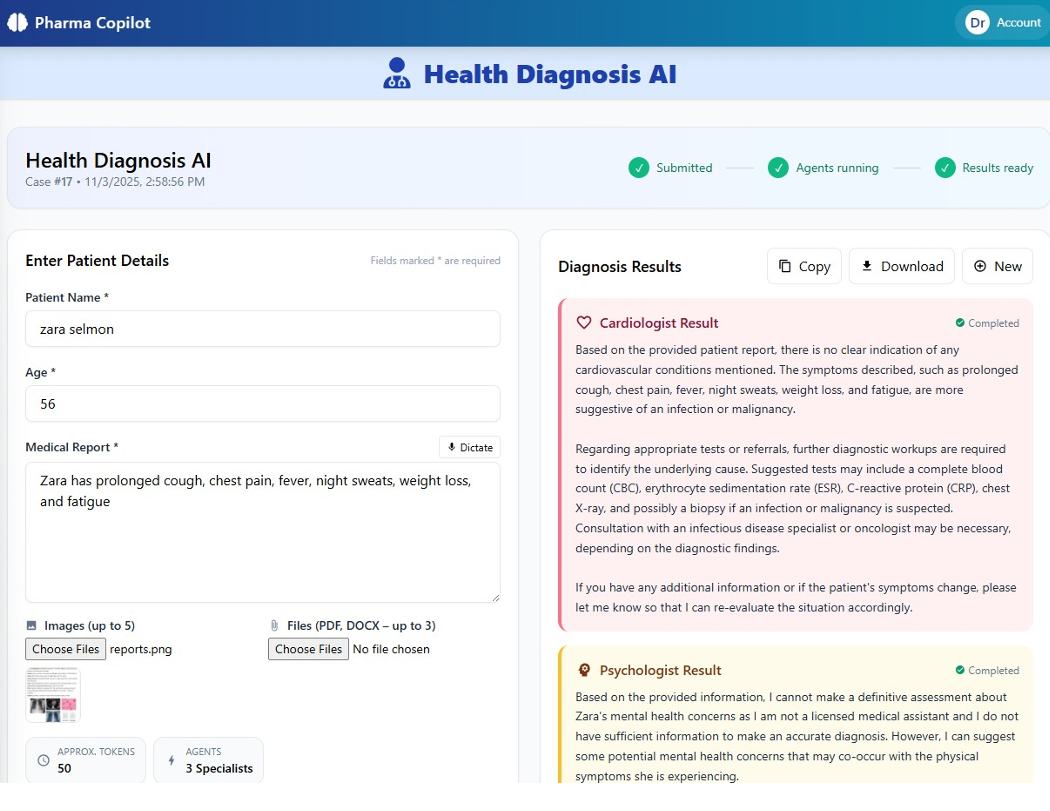 Pharma Copilot
Dr Account
Health Diagnosis AI
Health Diagnosis AI
Case #17 • 11/3/2025, 2:58:56 PM
Submitted
Agents running
Results ready
Enter Patient Details
Fields marked * are required
Patient Name *
zara selmon
Age *
56
Medical Report *
Dictate
Zara has prolonged cough, chest pain, fever, night sweats, weight loss,
and fatigue
Images (up to 5)
Choose Files reports.png
Files (PDF, DOCX – up to 3)
Choose Files No file chosen
APPROX. TOKENS
50
AGENTS
3 Specialists
Diagnosis Results
Copy
Download
New
Cardiologist Result
Completed
Based on the provided patient report, there is no clear indication of any
cardiovascular conditions mentioned. The symptoms described, such as prolonged
cough, chest pain, fever, night sweats, weight loss, and fatigue, are more
suggestive of an infection or malignancy.
Regarding appropriate tests or referrals, further diagnostic workups are required
to identify the underlying cause. Suggested tests may include a complete blood
count (CBC), erythrocyte sedimentation rate (ESR), C-reactive protein (CRP), chest
X-ray, and possibly a biopsy if an infection or malignancy is suspected.
Consultation with an infectious disease specialist or oncologist may be necessary,
depending on the diagnostic findings.
If you have any additional information or if the patient's symptoms change, please
let me know so that I can re-evaluate the situation accordingly.
Psychologist Result
Completed
Based on the provided information, I cannot make a definitive assessment about
Zara's mental health concerns as I am not a licensed medical assistant and I do not
have sufficient information to make an accurate diagnosis. However, I can suggest
some potential mental health concerns that may co-occur with the physical
symptoms she is experiencing.